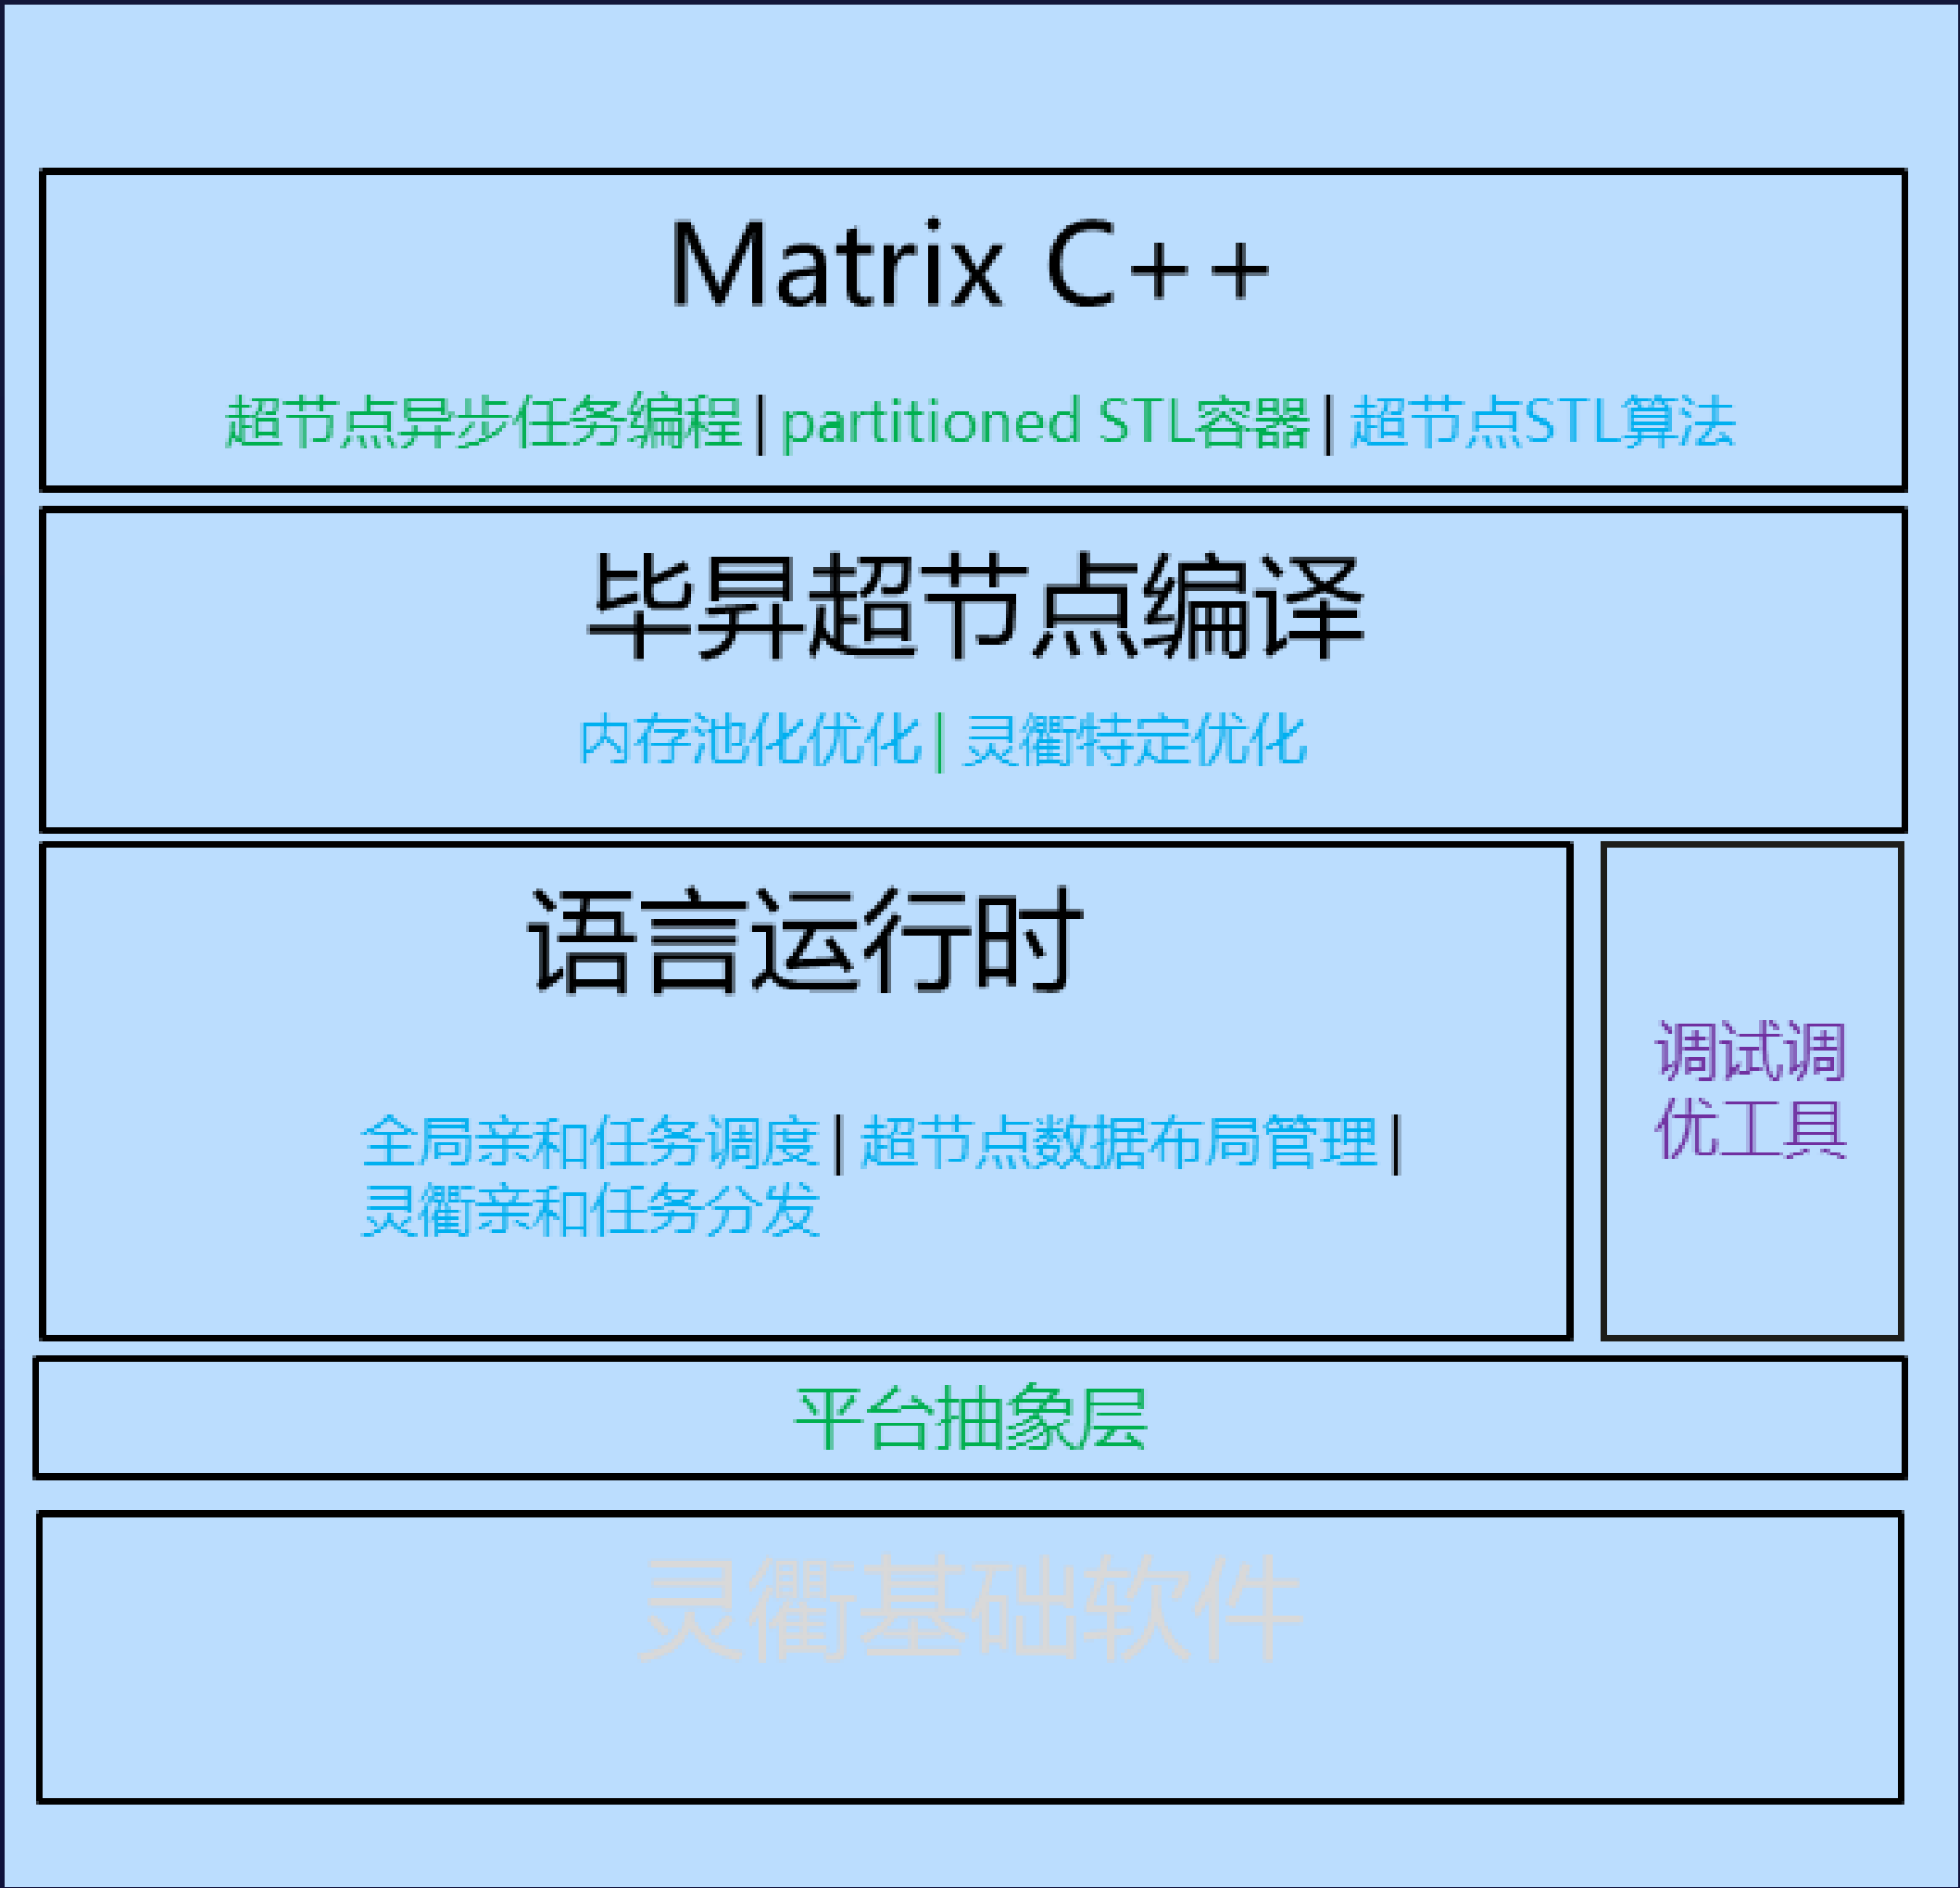 Matrix C++
超节点异步任务编程|partitioned STL容器|超节点STL算法
毕昇超节点编译
内存池化优化|灵衢特定优化
语言运行时
全局亲和任务调度|超节点数据布局管理|
灵衢亲和任务分发
调试调
优工具
平台抽象层
灵衢基础软件